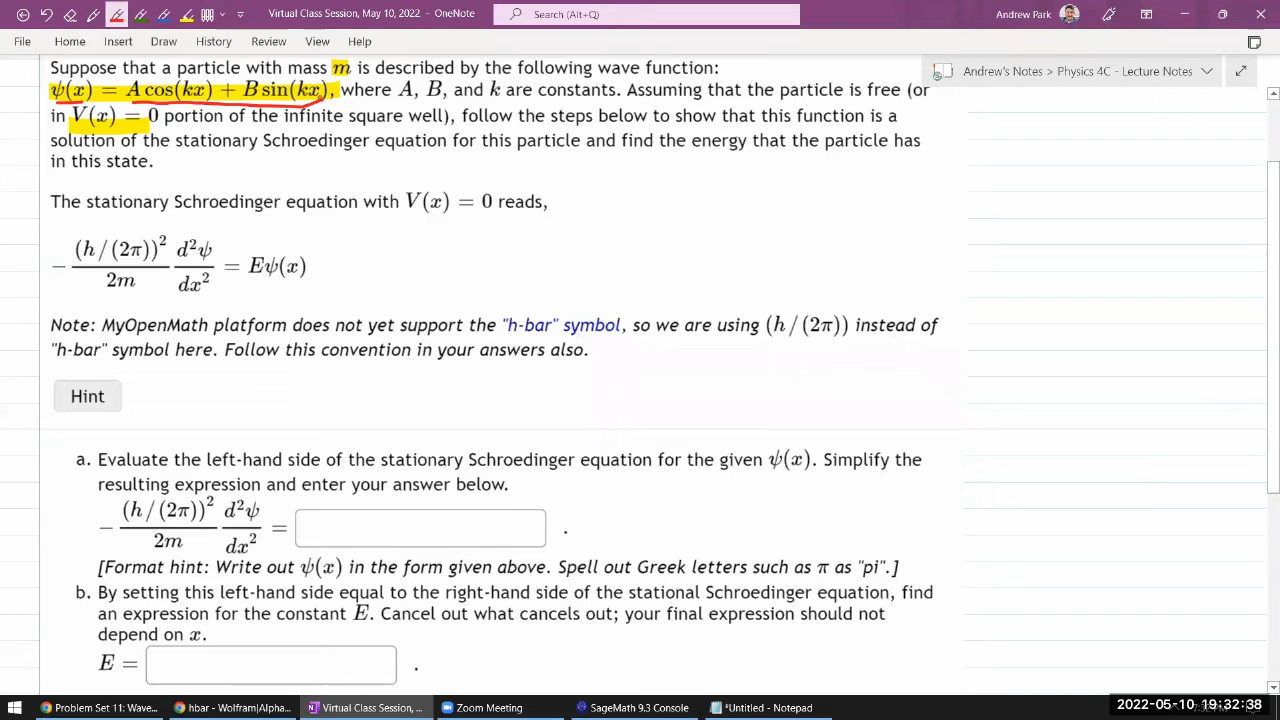 Virtual Class Session, May 10, 2022 - OneNote
Search
Andrew Park
File Home Insert Draw History Review View Help
Andrew's Notebook » Physics 4C - Lecture Notes
Suppose that a particle with mass m is described by the following wave function:
ψ(x) = A cos(kx) + B sin(kx), where A, B, and k are constants. Assuming that the particle is free (or
in V(x) = 0 portion of the infinite square well), follow the steps below to show that this function is a
solution of the stationary Schroedinger equation for this particle and find the energy that the particle has
in this state.
The stationary Schroedinger equation with V(x) = 0 reads,
− (h/(2π))² / 2m d²ψ / dx² = Eψ(x)
Note: MyOpenMath platform does not yet support the "h-bar" symbol, so we are using (h/(2π)) instead of
"h-bar" symbol here. Follow this convention in your answers also.
Hint
a. Evaluate the left-hand side of the stationary Schroedinger equation for the given ψ(x). Simplify the
resulting expression and enter your answer below.
− (h/(2π))² / 2m d²ψ / dx² = .
[Format hint: Write out ψ(x) in the form given above. Spell out Greek letters such as π as "pi".]
b. By setting this left-hand side equal to the right-hand side of the stational Schroedinger equation, find
an expression for the constant E. Cancel out what cancels out; your final expression should not
depend on x.
E = .
Problem Set 11: Wave... hbar - Wolfram|Alph... Virtual Class Session,... Zoom Meeting SageMath 9.3 Console *Untitled - Notepad
2022-05-10 19:32:38